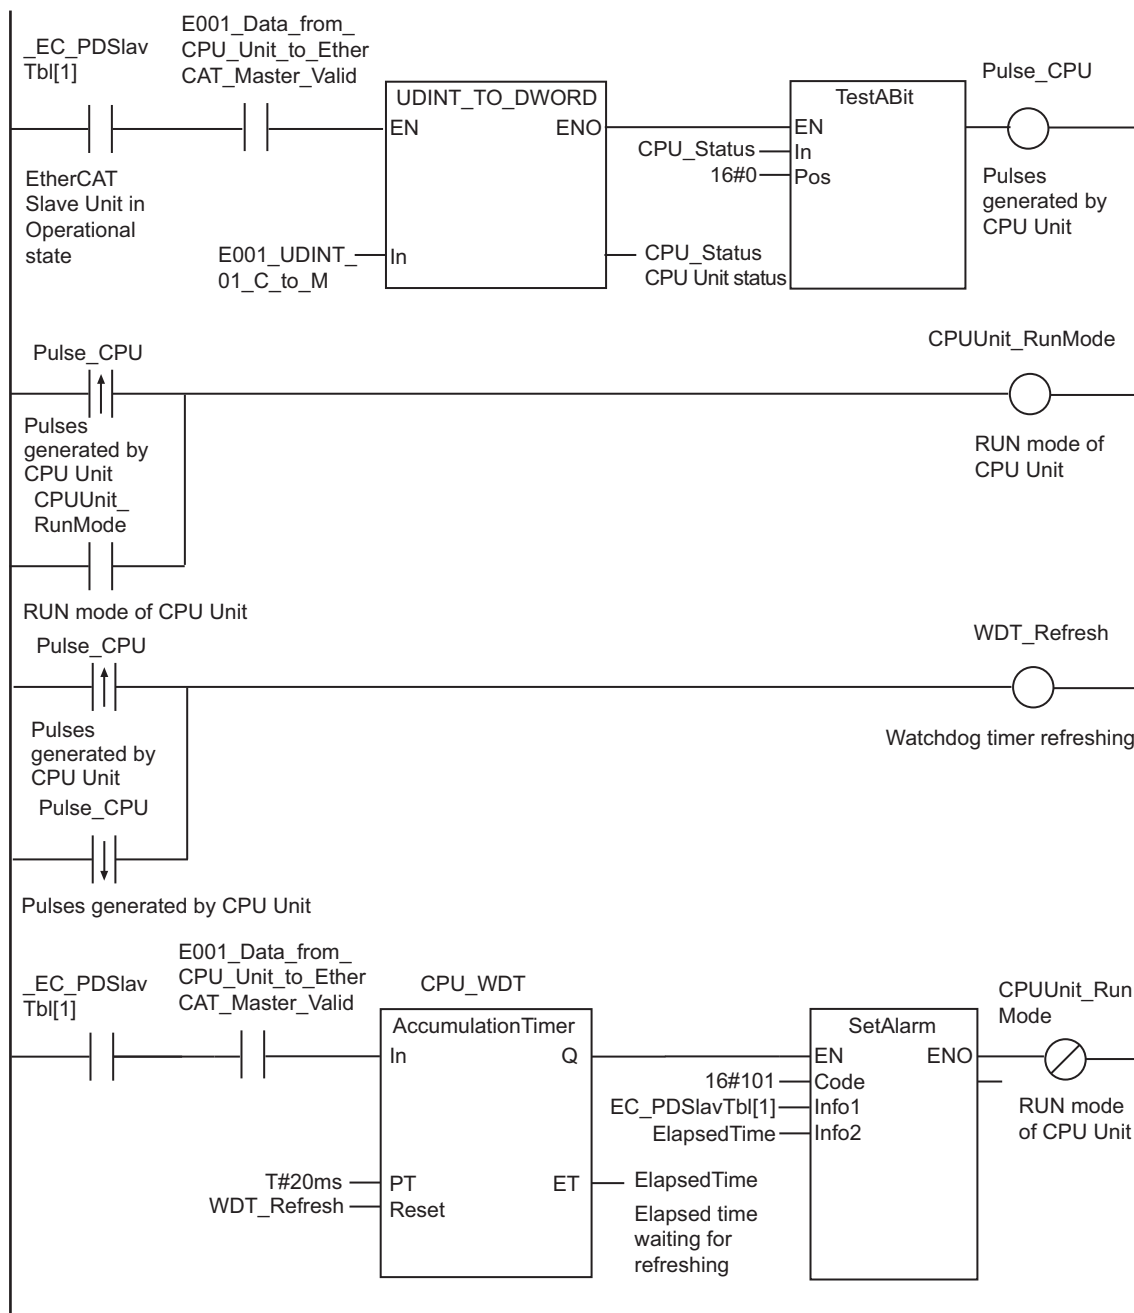 _EC_PDSlav
Tbl[1]
E001_Data_from_
CPU_Unit_to_Ether
CAT_Master_Valid
UDINT_TO_DWORD
EN
ENO
In
TestABit
EN
In
Pos
Pulse_CPU
CPU_Status
16#0
EtherCAT
Slave Unit in
Operational
state
E001_UDINT_
01_C_to_M
CPU_Status
CPU Unit status
Pulses
generated by
CPU Unit
Pulse_CPU
CPUUnit_RunMode
Pulses
generated by
CPU Unit
RUN mode of
CPU Unit
CPUUnit_
RunMode
RUN mode of CPU Unit
Pulse_CPU
WDT_Refresh
Pulses
generated by
CPU Unit
Watchdog timer refreshing
Pulse_CPU
Pulses generated by CPU Unit
_EC_PDSlav
Tbl[1]
E001_Data_from_
CPU_Unit_to_Ether
CAT_Master_Valid
CPU_WDT
AccumulationTimer
In
Q
PT
ET
Reset
T#20ms
WDT_Refresh
ElapsedTime
Elapsed time
waiting for
refreshing
SetAlarm
EN
ENO
Code
Info1
Info2
16#101
EC_PDSlavTbl[1]
ElapsedTime
CPUUnit_Run
Mode
RUN mode
of CPU Unit